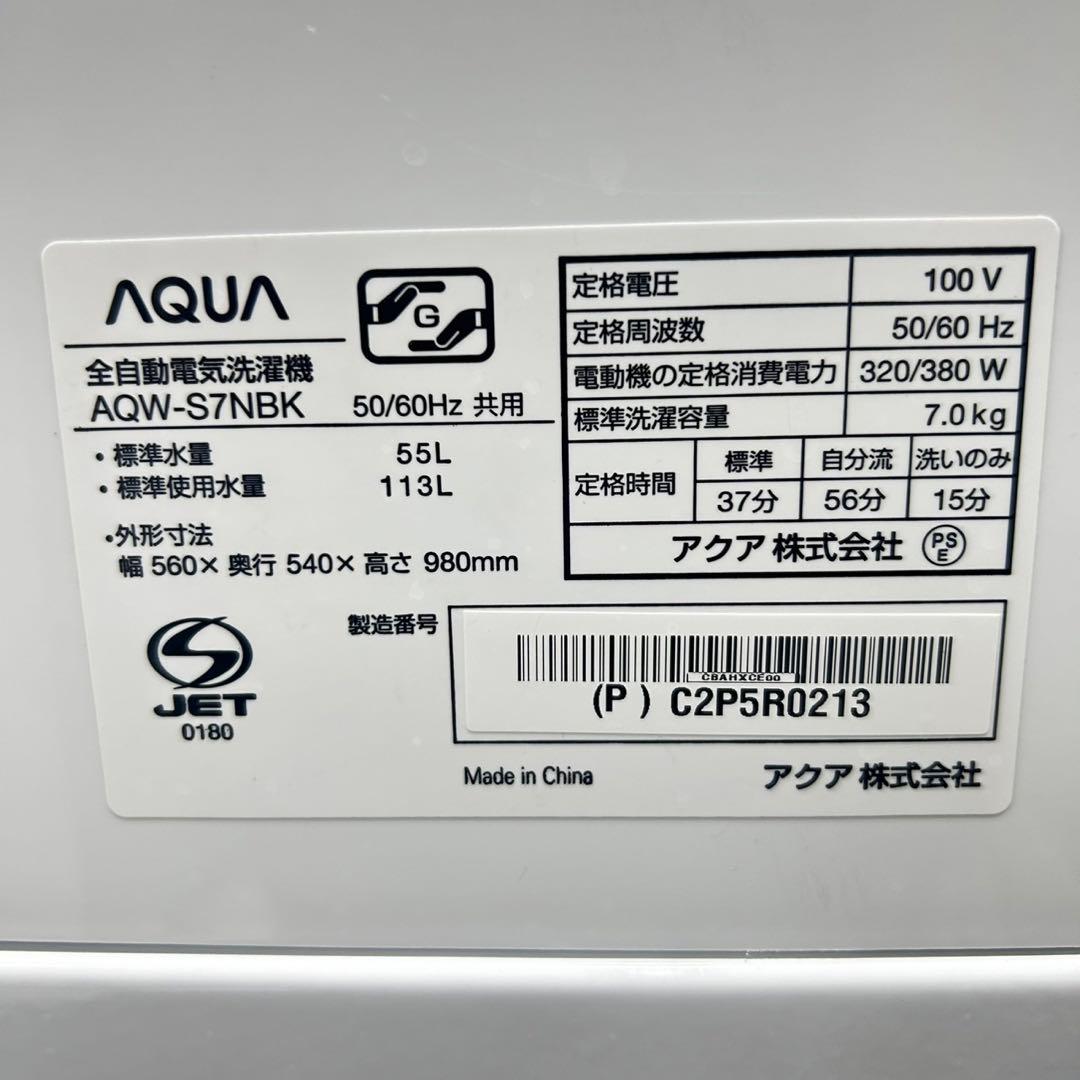 AQUA
G
全自動電気洗濯機
AQW-S7NBK 50/60Hz 共用
・標準水量 55L
・標準使用水量 113L
・外形寸法
幅 560× 奥行 540× 高さ 980mm
定格電圧 100 V
定格周波数 50/60 Hz
電動機の定格消費電力 320/380 W
標準洗濯容量 7.0kg
定格時間 標準 自分流 洗いのみ
37分 56分 15分
アクア 株式会社 PSE
JET
0180
製造番号
CBAHXCE00
(P) C2P5R0213
Made in China アクア 株式会社